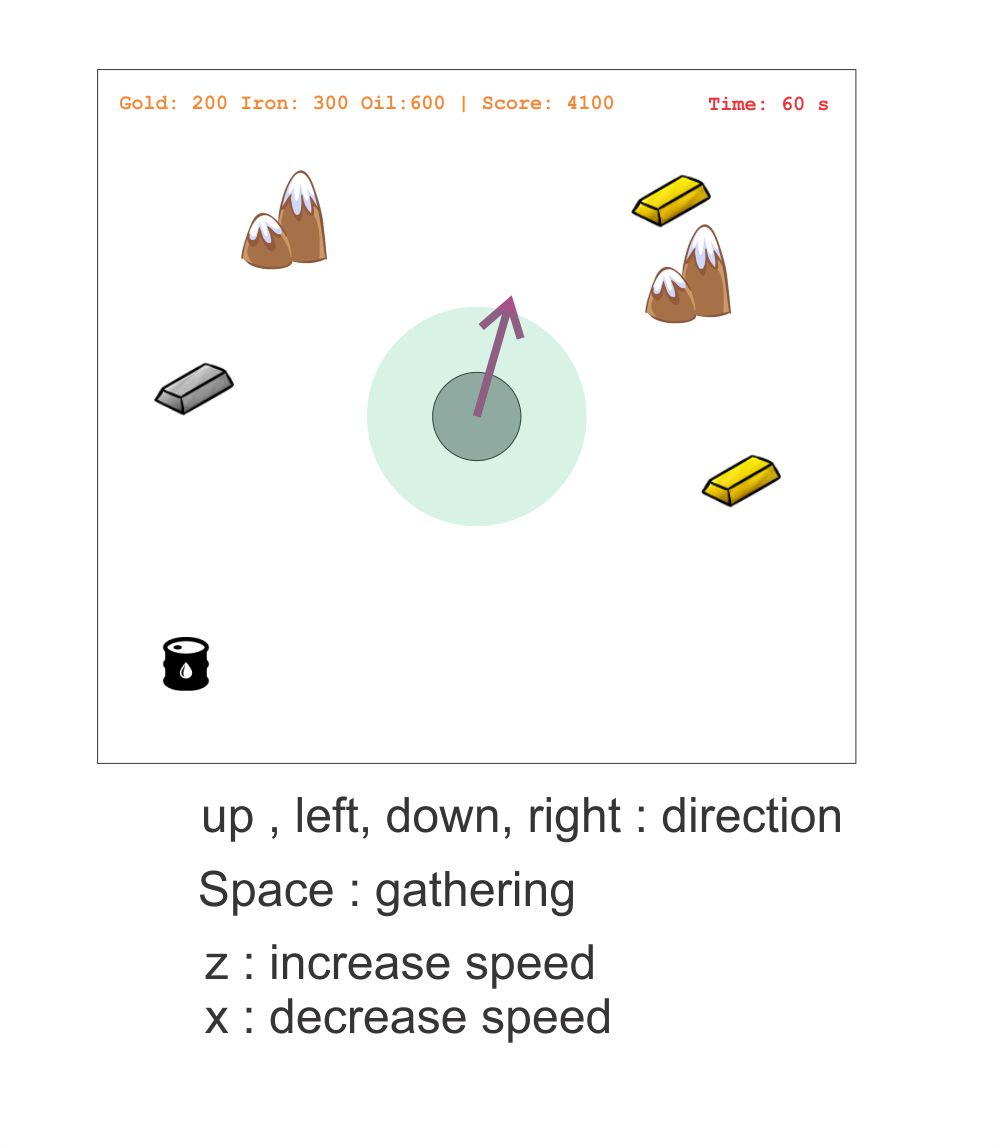 Gold: 200 Iron: 300 Oil:600 | Score: 4100
Time: 60 s
up , left, down, right : direction
Space : gathering
z : increase speed
x : decrease speed